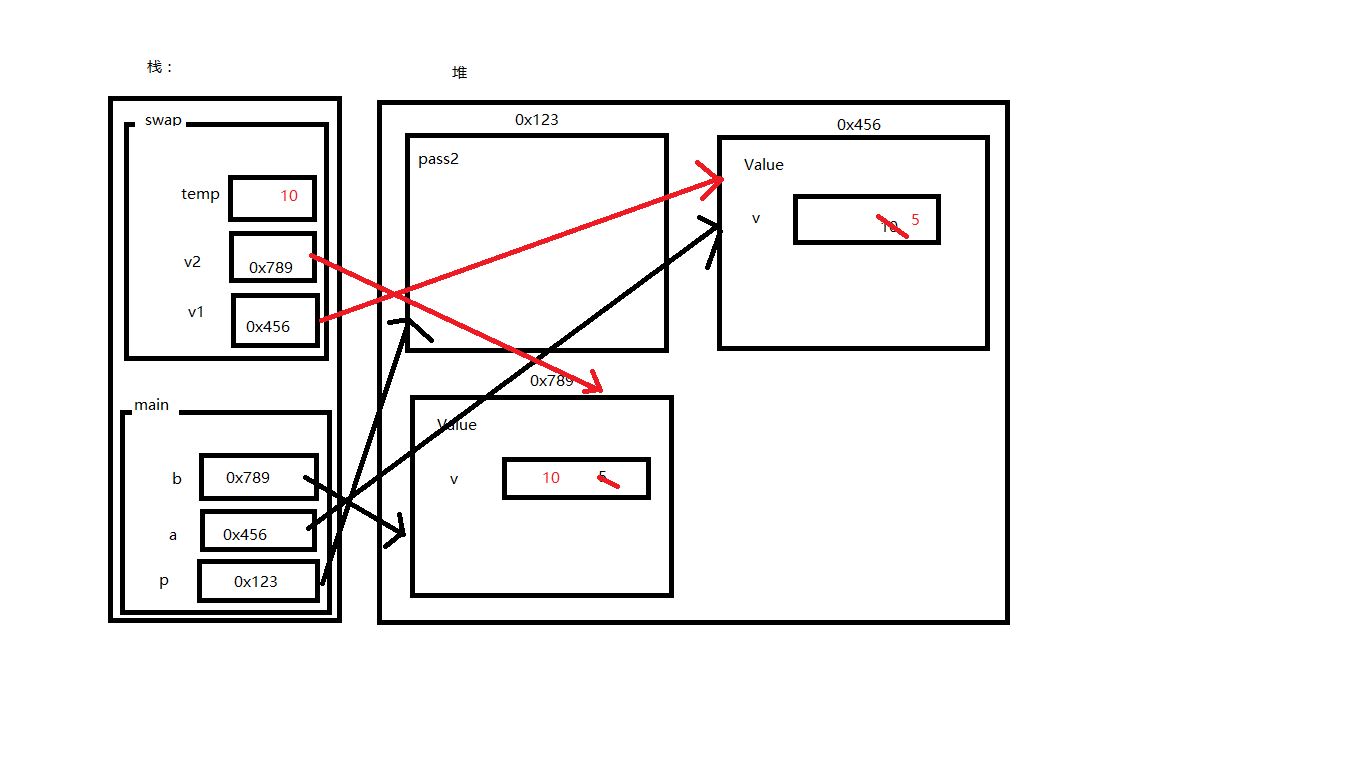 栈：
堆
swap
temp
10
v2
0x789
v1
0x456
main
b
0x789
a
0x456
p
0x123
0x123
pass2
0x456
Value
v
10 5
0x789
Value
v
10 5